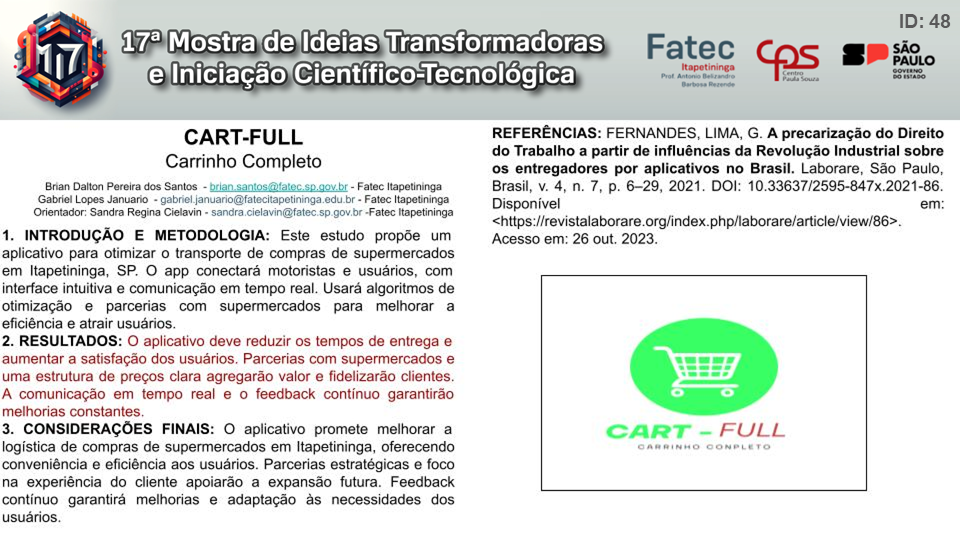 ID: 48
17ª Mostra de Ideias Transformadoras
e Iniciação Científico-Tecnológica
M17
Fatec
Itapetininga
Prof. Antonio Belizandro
Barbosa Rezende
CPS
Centro
Paula Souza
SP
SÃO PAULO
GOVERNO
DO ESTADO
CART-FULL
Carrinho Completo
Brian Dalton Pereira dos Santos - brian.santos@fatec.sp.gov.br - Fatec Itapetininga
Gabriel Lopes Januario - gabriel.januario@fatecitapetininga.edu.br - Fatec Itapetininga
Orientador: Sandra Regina Cielavin - sandra.cielavin@fatec.sp.gov.br -Fatec Itapetininga
1. INTRODUÇÃO E METODOLOGIA: Este estudo propõe um
aplicativo para otimizar o transporte de compras de supermercados
em Itapetininga, SP. O app conectará motoristas e usuários, com
interface intuitiva e comunicação em tempo real. Usará algoritmos de
otimização e parcerias com supermercados para melhorar a
eficiência e atrair usuários.
2. RESULTADOS: O aplicativo deve reduzir os tempos de entrega e
aumentar a satisfação dos usuários. Parcerias com supermercados e
uma estrutura de preços clara agregarão valor e fidelizarão clientes.
A comunicação em tempo real e o feedback contínuo garantirão
melhorias constantes.
3. CONSIDERAÇÕES FINAIS: O aplicativo promete melhorar a
logística de compras de supermercados em Itapetininga, oferecendo
conveniência e eficiência aos usuários. Parcerias estratégicas e foco
na experiência do cliente apoiarão a expansão futura. Feedback
contínuo garantirá melhorias e adaptação às necessidades dos
usuários.
REFERÊNCIAS: FERNANDES, LIMA, G. A precarização do Direito
do Trabalho a partir de influências da Revolução Industrial sobre
os entregadores por aplicativos no Brasil. Laborare, São Paulo,
Brasil, v. 4, n. 7, p. 6–29, 2021. DOI: 10.33637/2595-847x.2021-86.
Disponível em:
<https://revistalaborare.org/index.php/laborare/article/view/86>.
Acesso em: 26 out. 2023.
CART - FULL
CARRINHO CONPLETO